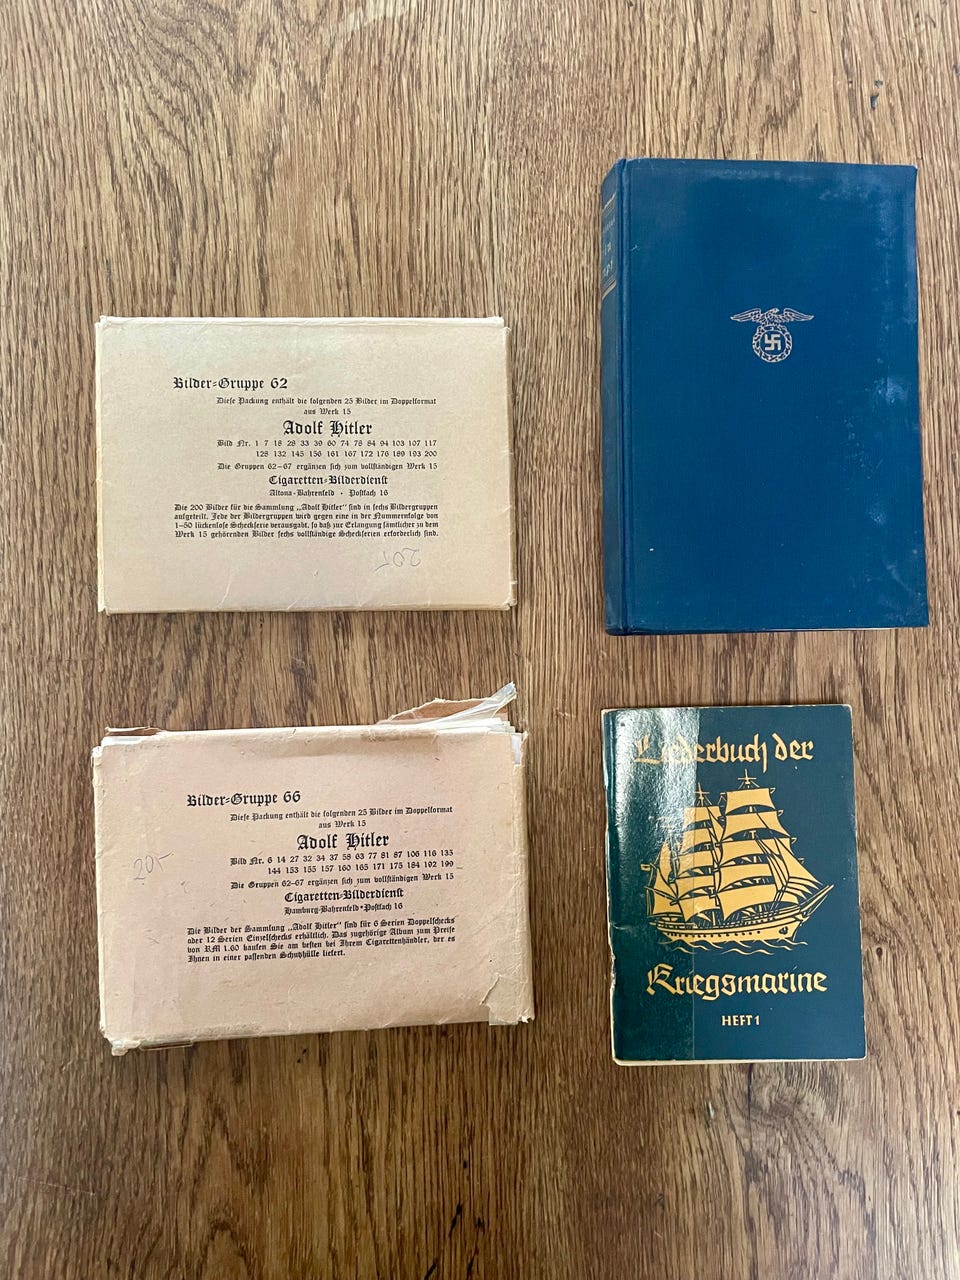 Bilder-Gruppe 62
Diese Packung enthält die folgenden 25 Bilder im Doppelformat
aus Werk 15
Adolf Hitler
Bild Nr. 1 7 18 28 33 39 60 74 78 84 94 103 107 117
128 132 145 156 161 167 172 176 189 193 200
Die Gruppen 62–67 ergänzen sich zum vollständigen Werk 15
Cigaretten-Bilderdienst
Altona-Bahrenfeld · Postfach 16
Die 200 Bilder für die Sammlung „Adolf Hitler“ sind in sechs Bildergruppen
aufgeteilt. Jede der Bildergruppen wird gegen eine in der Nummernfolge von
1–50 lückenlose Scheckserie verausgabt, so daß zur Erlangung sämtlicher zu dem
Werk 15 gehörenden Bilder sechs vollständige Scheckserien erforderlich sind.
205
Bilder-Gruppe 66
Diese Packung enthält die folgenden 25 Bilder im Doppelformat
aus Werk 15
Adolf Hitler
Bild Nr. 6 14 27 32 34 37 58 63 77 81 87 106 116 135
144 153 155 157 160 165 171 175 184 192 199
Die Gruppen 62–67 ergänzen sich zum vollständigen Werk 15
Cigaretten-Bilderdienst
Hamburg-Bahrenfeld · Postfach 16
Die Bilder der Sammlung „Adolf Hitler“ sind für 6 Serien Doppelschecks
oder 12 Serien Einzelschecks erhältlich. Das zugehörige Album zum Preise
von RM 1.60 kaufen Sie am besten bei Ihrem Cigarettenhändler, der es
Ihnen in einer passenden Schutzhülle liefert.
205
Liederbuch der
Kriegsmarine
HEFT 1